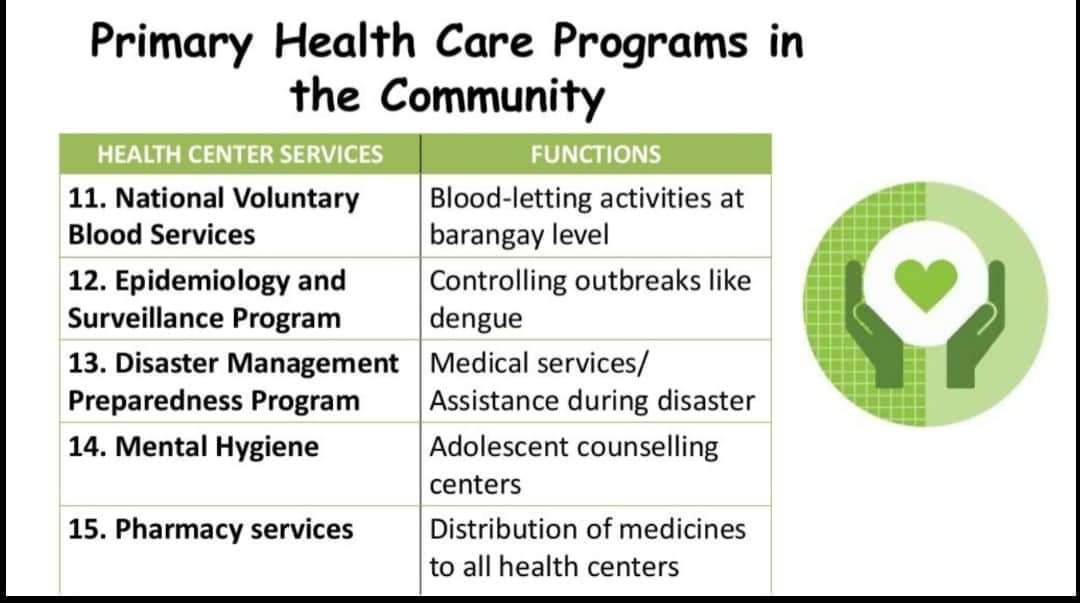 Primary Health Care Programs in
the Community
HEALTH CENTER SERVICES
FUNCTIONS
11. National Voluntary
Blood Services
Blood-letting activities at
barangay level
12. Epidemiology and
Surveillance Program
Controlling outbreaks like
dengue
13. Disaster Management
Preparedness Program
Medical services/
Assistance during disaster
14. Mental Hygiene
Adolescent counselling
centers
15. Pharmacy services
Distribution of medicines
to all health centers